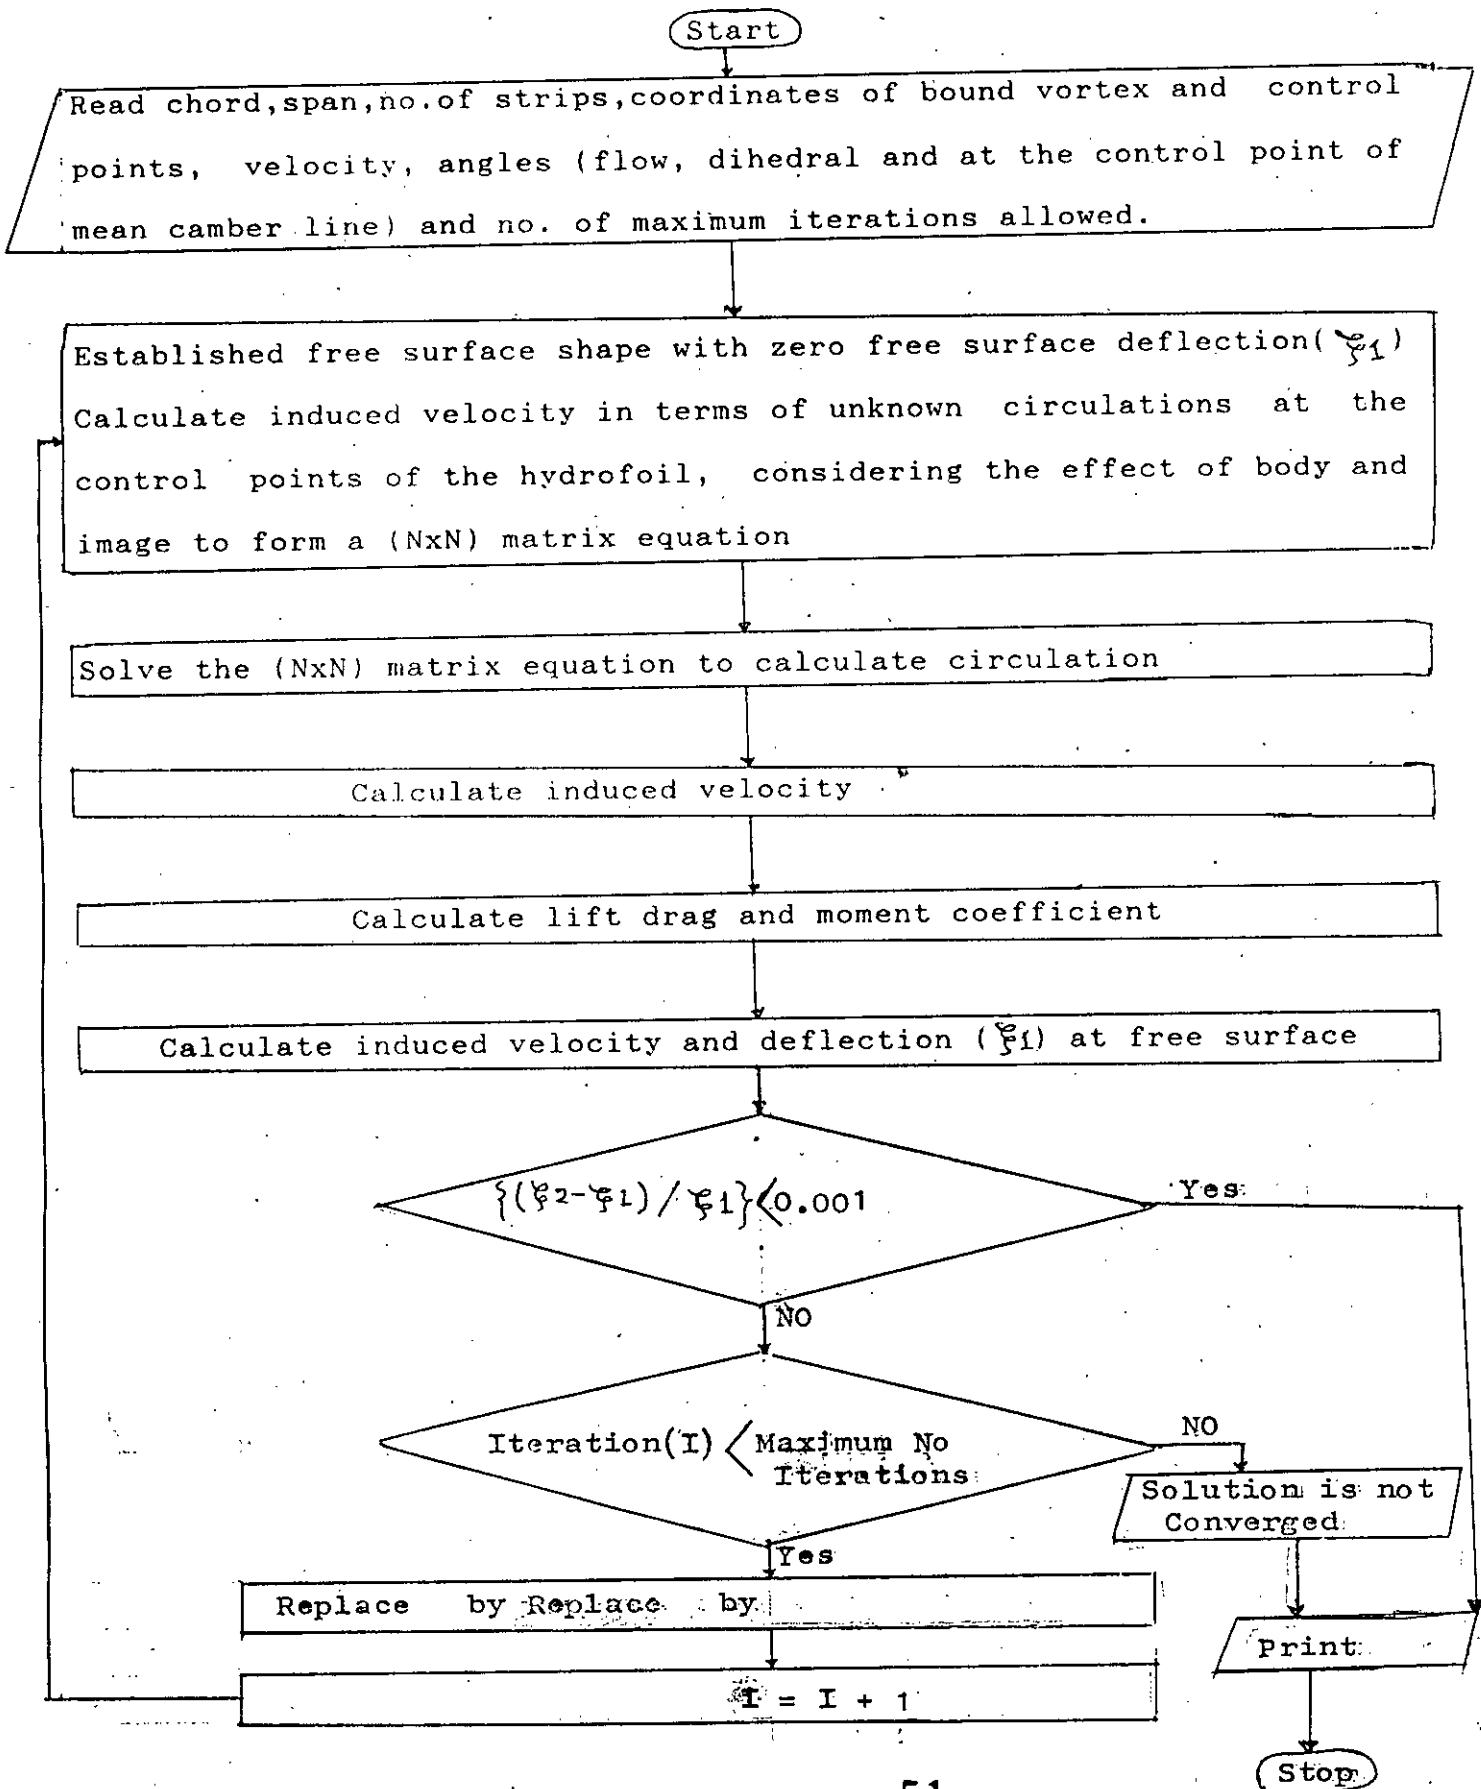 Start
Read chord,span,no.of strips,coordinates of bound vortex and control
points, velocity, angles (flow, dihedral and at the control point of
mean camber line) and no. of maximum iterations allowed.
Established free surface shape with zero free surface deflection(ξ1)
Calculate induced velocity in terms of unknown circulations at the
control points of the hydrofoil, considering the effect of body and
image to form a (NxN) matrix equation
Solve the (NxN) matrix equation to calculate circulation
Calculate induced velocity
Calculate lift drag and moment coefficient
Calculate induced velocity and deflection (ξ1) at free surface
{(ξ2-ξ1)/ξ1}<0.001
Yes
NO
Iteration(I) < Maximum No
Iterations
NO
Solution is not
Converged
Yes
Replace by Replace by
Print
I = I + 1
Stop
51